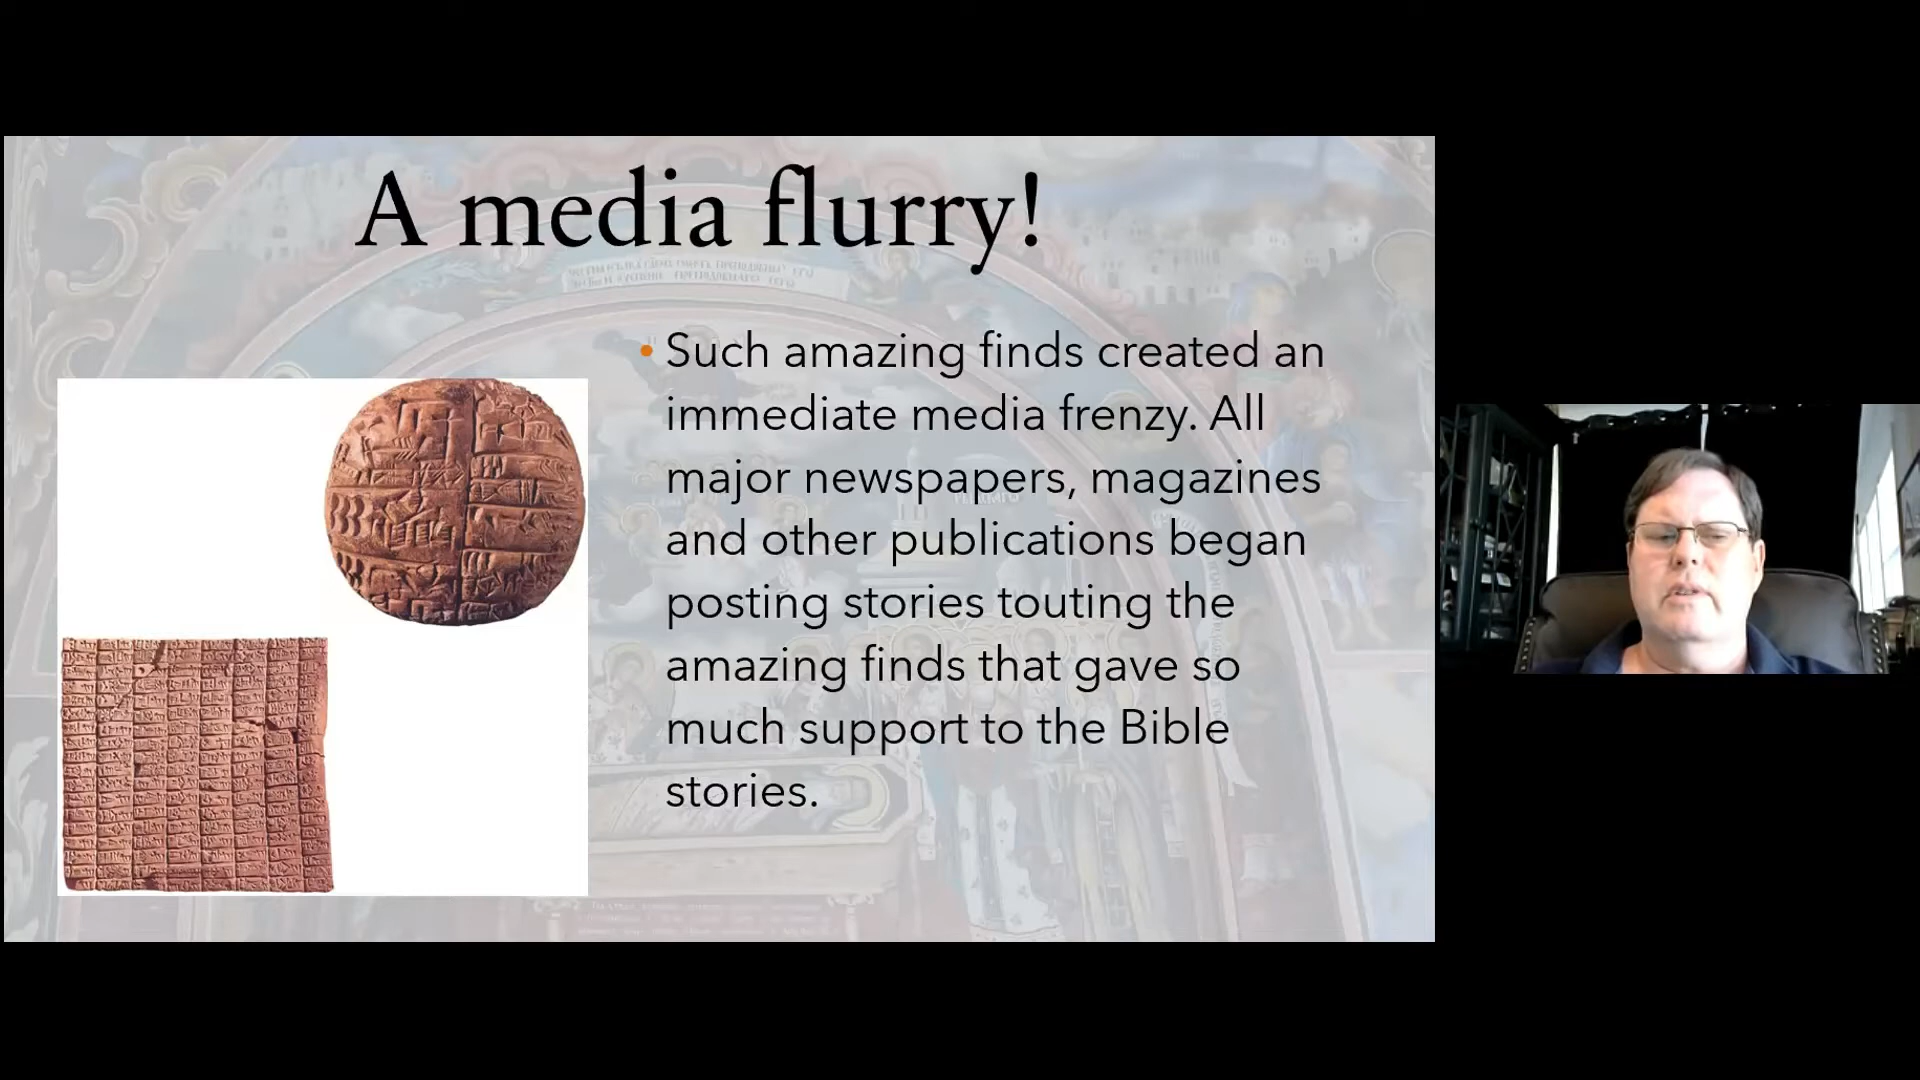 A media flurry!
• Such amazing finds created an
immediate media frenzy. All
major newspapers, magazines
and other publications began
posting stories touting the
amazing finds that gave so
much support to the Bible
stories.